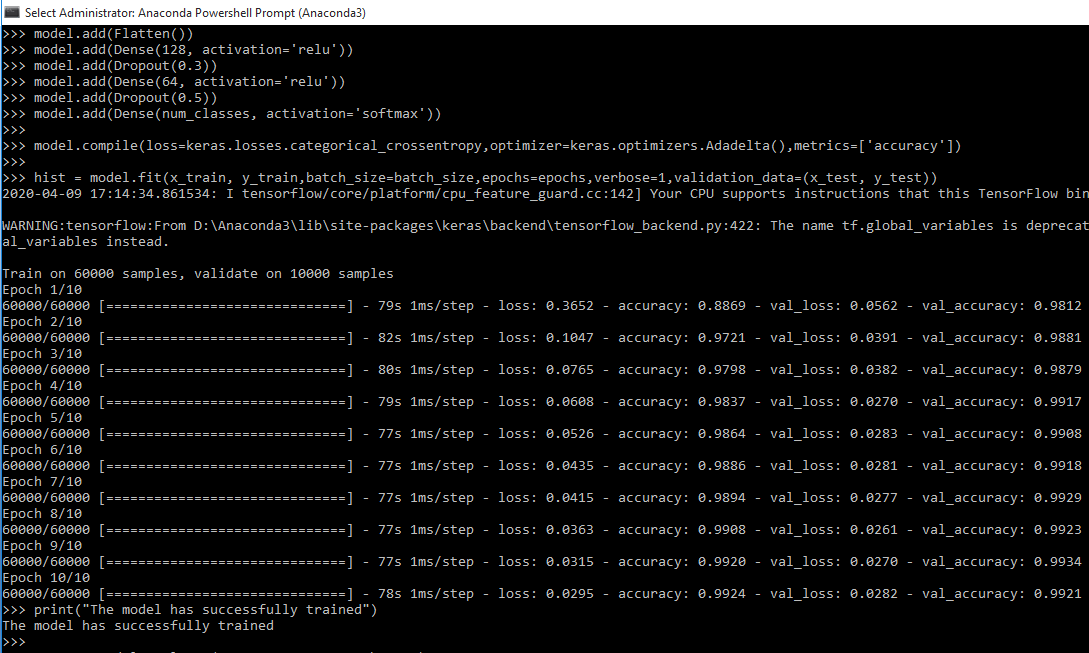 Select Administrator: Anaconda Powershell Prompt (Anaconda3)
>>> model.add(Flatten())
>>> model.add(Dense(128, activation='relu'))
>>> model.add(Dropout(0.3))
>>> model.add(Dense(64, activation='relu'))
>>> model.add(Dropout(0.5))
>>> model.add(Dense(num_classes, activation='softmax'))
>>>
>>> model.compile(loss=keras.losses.categorical_crossentropy,optimizer=keras.optimizers.Adadelta(),metrics=['accuracy'])
>>>
>>> hist = model.fit(x_train, y_train,batch_size=batch_size,epochs=epochs,verbose=1,validation_data=(x_test, y_test))
2020-04-09 17:14:34.861534: I tensorflow/core/platform/cpu_feature_guard.cc:142] Your CPU supports instructions that this TensorFlow bin
WARNING:tensorflow:From D:\Anaconda3\lib\site-packages\keras\backend\tensorflow_backend.py:422: The name tf.global_variables is deprecat
al_variables instead.
Train on 60000 samples, validate on 10000 samples
Epoch 1/10
60000/60000 [==============================] - 79s 1ms/step - loss: 0.3652 - accuracy: 0.8869 - val_loss: 0.0562 - val_accuracy: 0.9812
Epoch 2/10
60000/60000 [==============================] - 82s 1ms/step - loss: 0.1047 - accuracy: 0.9721 - val_loss: 0.0391 - val_accuracy: 0.9881
Epoch 3/10
60000/60000 [==============================] - 80s 1ms/step - loss: 0.0765 - accuracy: 0.9798 - val_loss: 0.0382 - val_accuracy: 0.9879
Epoch 4/10
60000/60000 [==============================] - 79s 1ms/step - loss: 0.0608 - accuracy: 0.9837 - val_loss: 0.0270 - val_accuracy: 0.9917
Epoch 5/10
60000/60000 [==============================] - 77s 1ms/step - loss: 0.0526 - accuracy: 0.9864 - val_loss: 0.0283 - val_accuracy: 0.9908
Epoch 6/10
60000/60000 [==============================] - 77s 1ms/step - loss: 0.0435 - accuracy: 0.9886 - val_loss: 0.0281 - val_accuracy: 0.9918
Epoch 7/10
60000/60000 [==============================] - 77s 1ms/step - loss: 0.0415 - accuracy: 0.9894 - val_loss: 0.0277 - val_accuracy: 0.9929
Epoch 8/10
60000/60000 [==============================] - 77s 1ms/step - loss: 0.0363 - accuracy: 0.9908 - val_loss: 0.0261 - val_accuracy: 0.9923
Epoch 9/10
60000/60000 [==============================] - 77s 1ms/step - loss: 0.0315 - accuracy: 0.9920 - val_loss: 0.0270 - val_accuracy: 0.9934
Epoch 10/10
60000/60000 [==============================] - 78s 1ms/step - loss: 0.0295 - accuracy: 0.9924 - val_loss: 0.0282 - val_accuracy: 0.9921
>>> print("The model has successfully trained")
The model has successfully trained
>>>